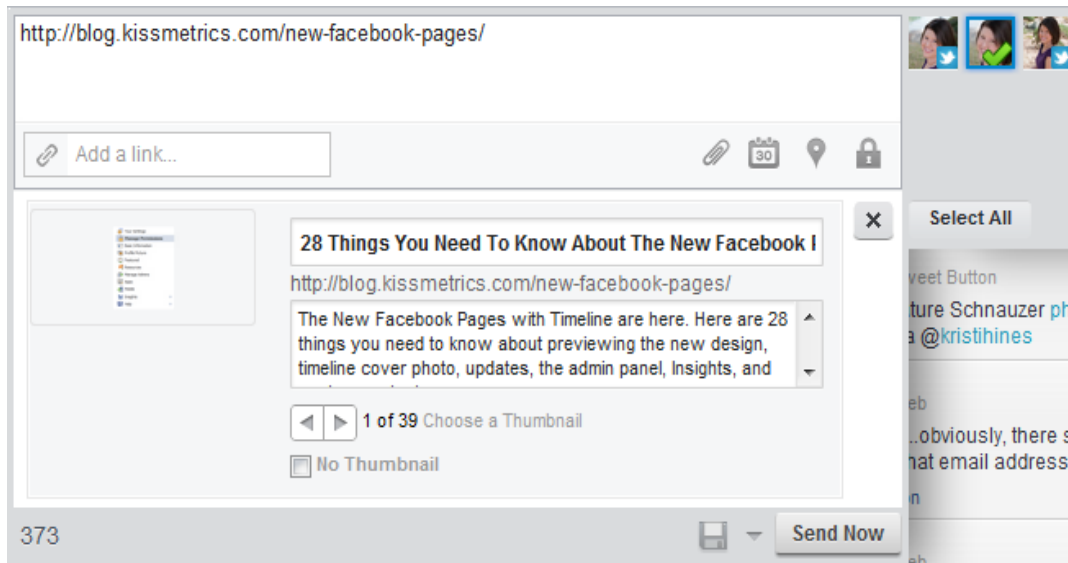 http://blog.kissmetrics.com/new-facebook-pages/
Add a link...
30
Select All
28 Things You Need To Know About The New Facebook
http://blog.kissmetrics.com/new-facebook-pages/
The New Facebook Pages with Timeline are here. Here are 28
things you need to know about previewing the new design,
timeline cover photo, updates, the admin panel, Insights, and
1 of 39 Choose a Thumbnail
No Thumbnail
373
Send Now
veet Button
ture Schnauzer ph
a @kristihines
eb
..obviously, there s
hat email address
n
eb